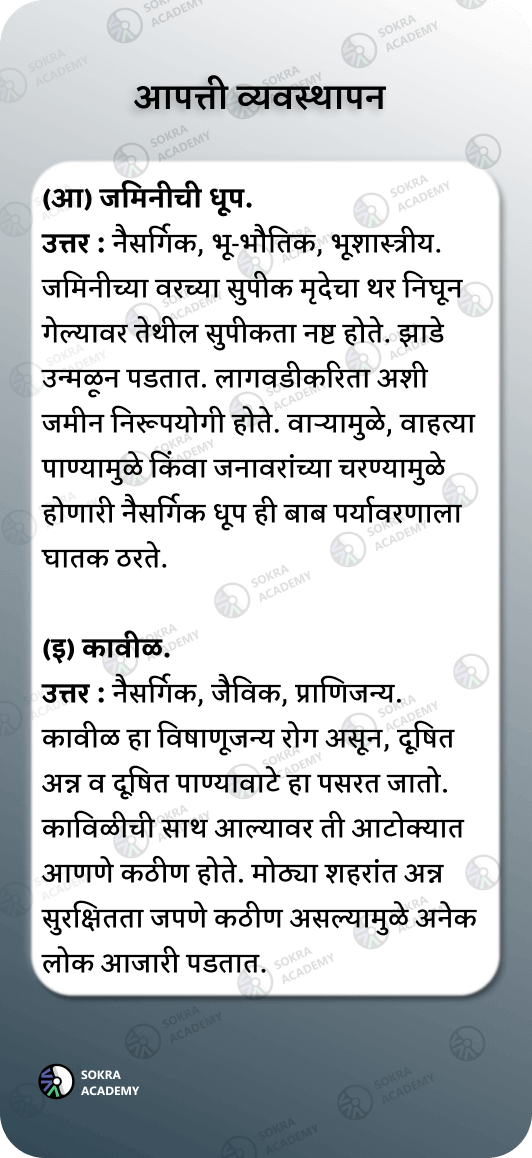 आपत्ती व्यवस्थापन
(आ) जमिनीची धूप.
उत्तर : नैसर्गिक, भू-भौतिक, भूशास्त्रीय.
जमिनीच्या वरच्या सुपीक मृदेचा थर निघून
गेल्यावर तेथील सुपीकता नष्ट होते. झाडे
उन्मळून पडतात. लागवडीकरिता अशी
जमीन निरूपयोगी होते. वाऱ्यामुळे, वाहत्या
पाण्यामुळे किंवा जनावरांच्या चरण्यामुळे
होणारी नैसर्गिक धूप ही बाब पर्यावरणाला
घातक ठरते.
(इ) कावीळ.
उत्तर : नैसर्गिक, जैविक, प्राणिजन्य.
कावीळ हा विषाणूजन्य रोग असून, दूषित
अन्न व दूषित पाण्यावाटे हा पसरत जातो.
काविळीची साथ आल्यावर ती आटोक्यात
आणणे कठीण होते. मोठ्या शहरांत अन्न
सुरक्षितता जपणे कठीण असल्यामुळे अनेक
लोक आजारी पडतात.
SOKRA
ACADEMY